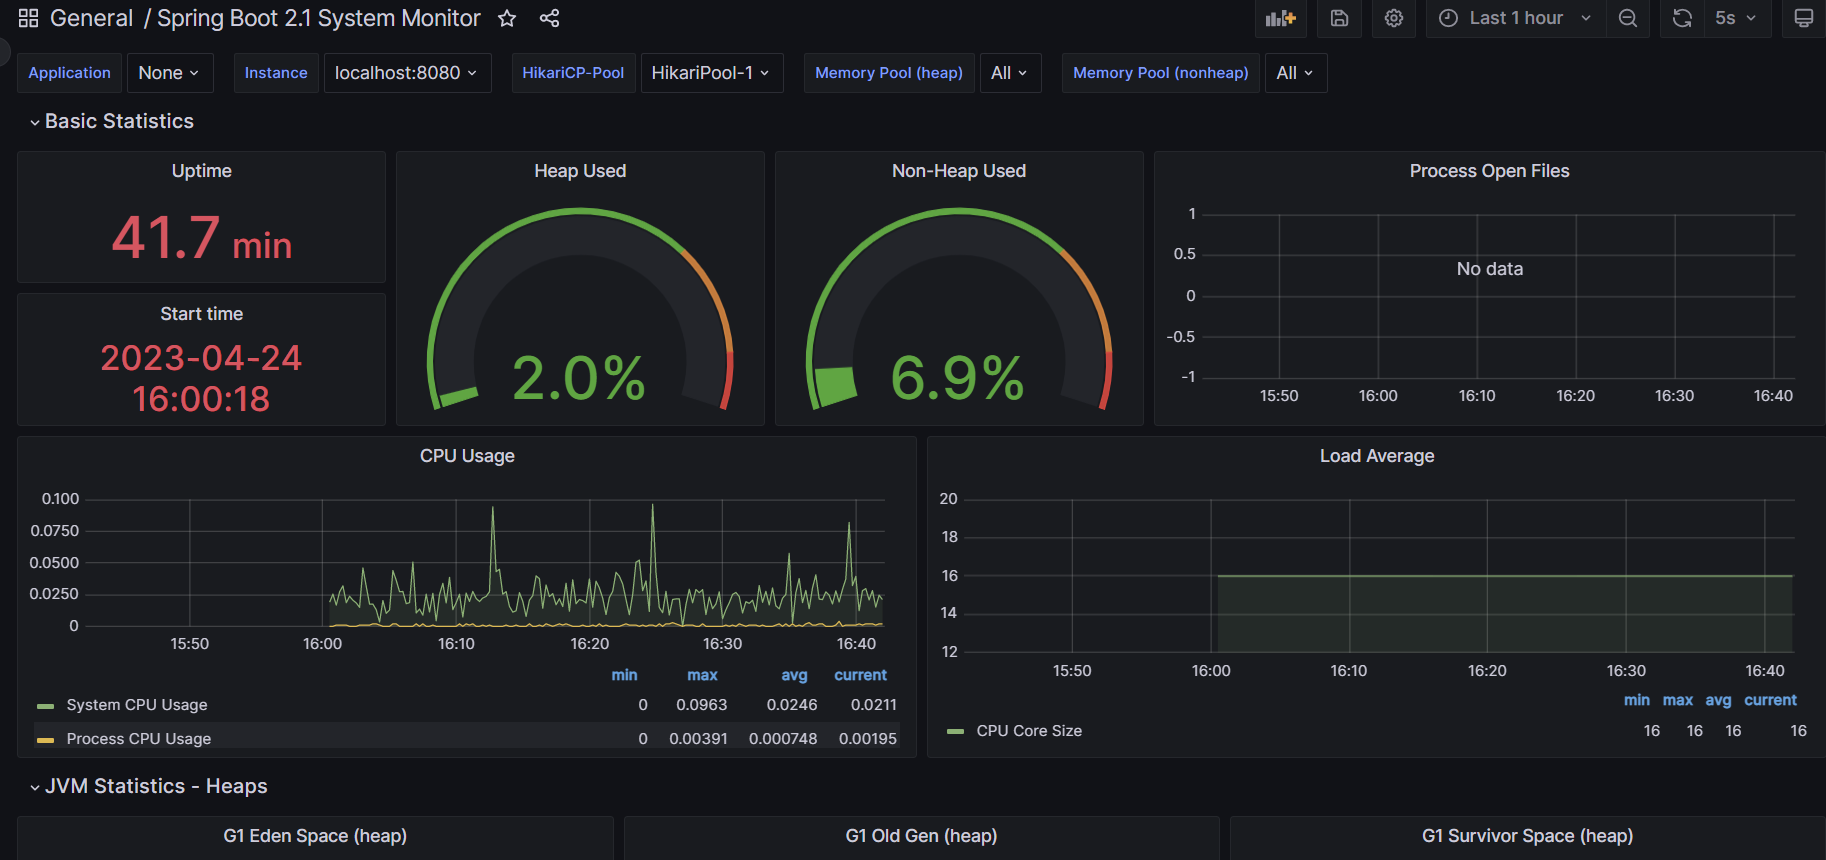 General / Spring Boot 2.1 System Monitor
Last 1 hour
5s
Application None Instance localhost:8080 HikariCP-Pool HikariPool-1 Memory Pool (heap) All Memory Pool (nonheap) All
Basic Statistics
Uptime
41.7 min
Start time
2023-04-24
16:00:18
Heap Used
2.0%
Non-Heap Used
6.9%
Process Open Files
1
0.5
0
-0.5
-1
No data
15:50 16:00 16:10 16:20 16:30 16:40
CPU Usage
0.100
0.0750
0.0500
0.0250
0
15:50 16:00 16:10 16:20 16:30 16:40
min max avg current
System CPU Usage 0 0.0963 0.0246 0.0211
Process CPU Usage 0 0.00391 0.000748 0.00195
Load Average
20
18
16
14
12
15:50 16:00 16:10 16:20 16:30 16:40
min max avg current
CPU Core Size 16 16 16 16
JVM Statistics - Heaps
G1 Eden Space (heap)
G1 Old Gen (heap)
G1 Survivor Space (heap)